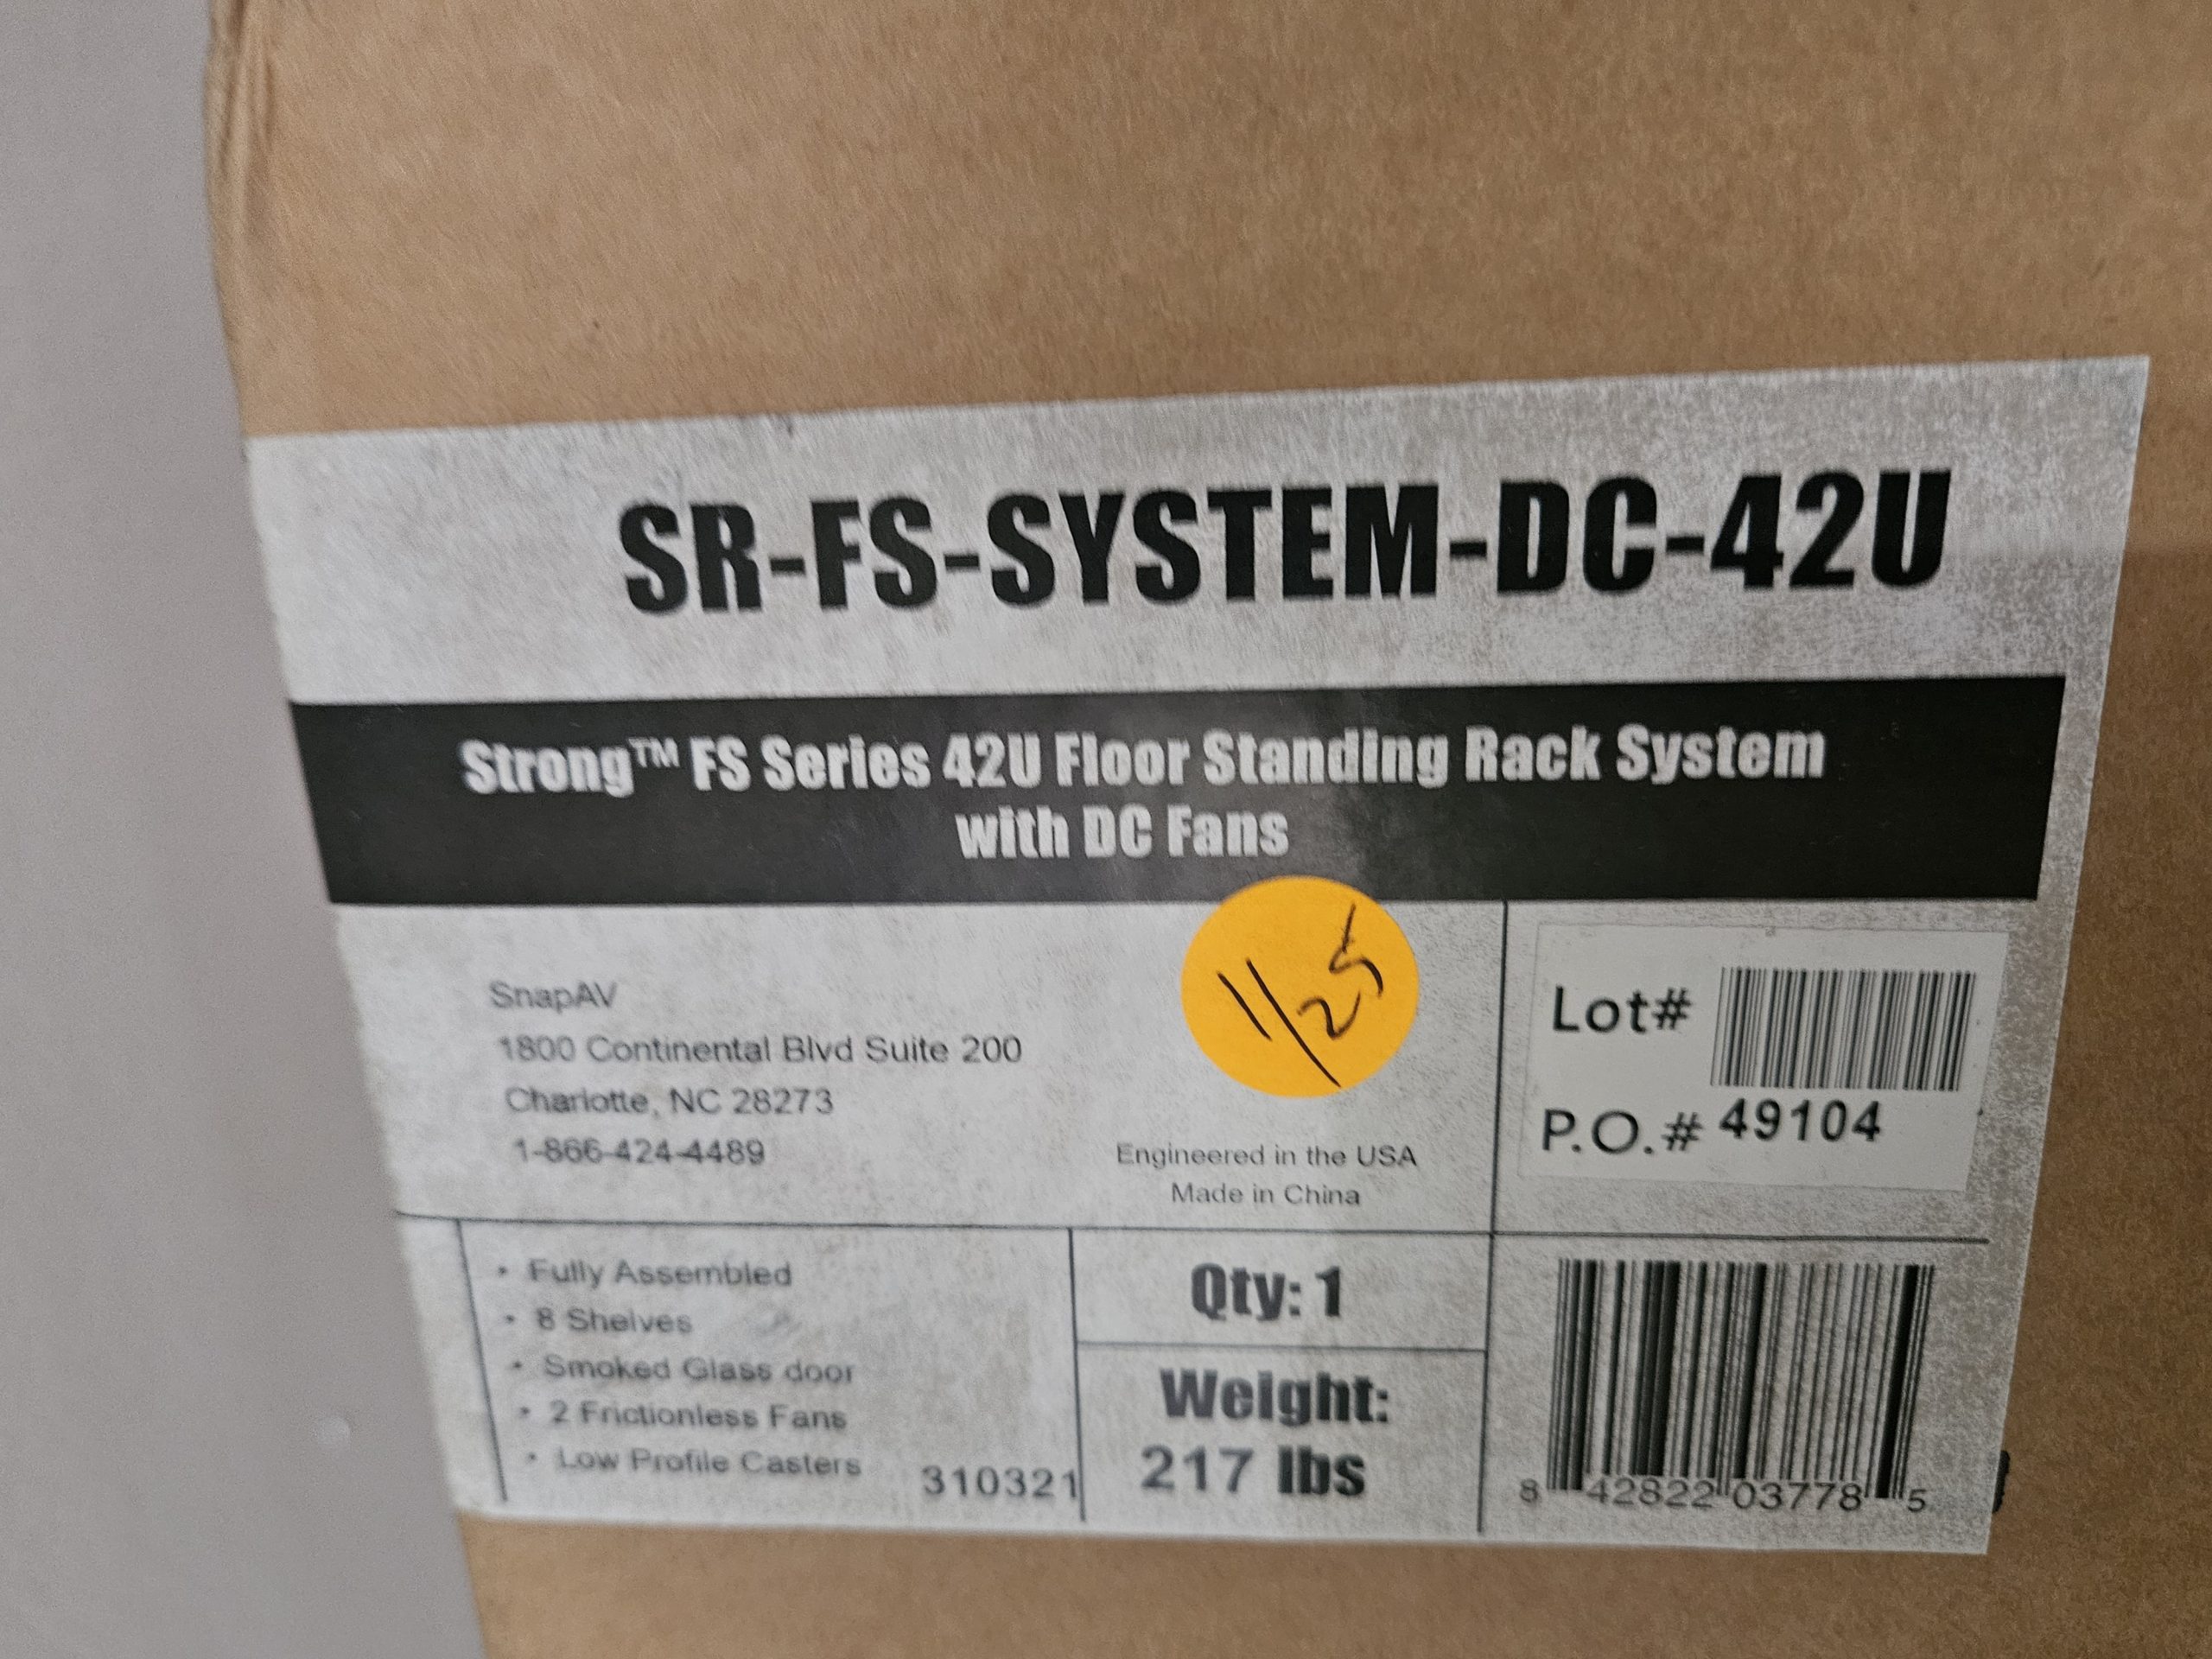 SR-FS-SYSTEM-DC-42U
Strong™ FS Series 42U Floor Standing Rack System
with DC Fans
1/25
SnapAV
1800 Continental Blvd Suite 200
Charlotte, NC 28273
1-866-424-4489
Engineered in the USA
Made in China
Lot#
P.O.# 49104
• Fully Assembled
• 8 Shelves
• Smoked Glass door
• 2 Frictionless Fans
• Low Profile Casters
310321
Qty: 1
Weight:
217 lbs
8 42822 03778 5